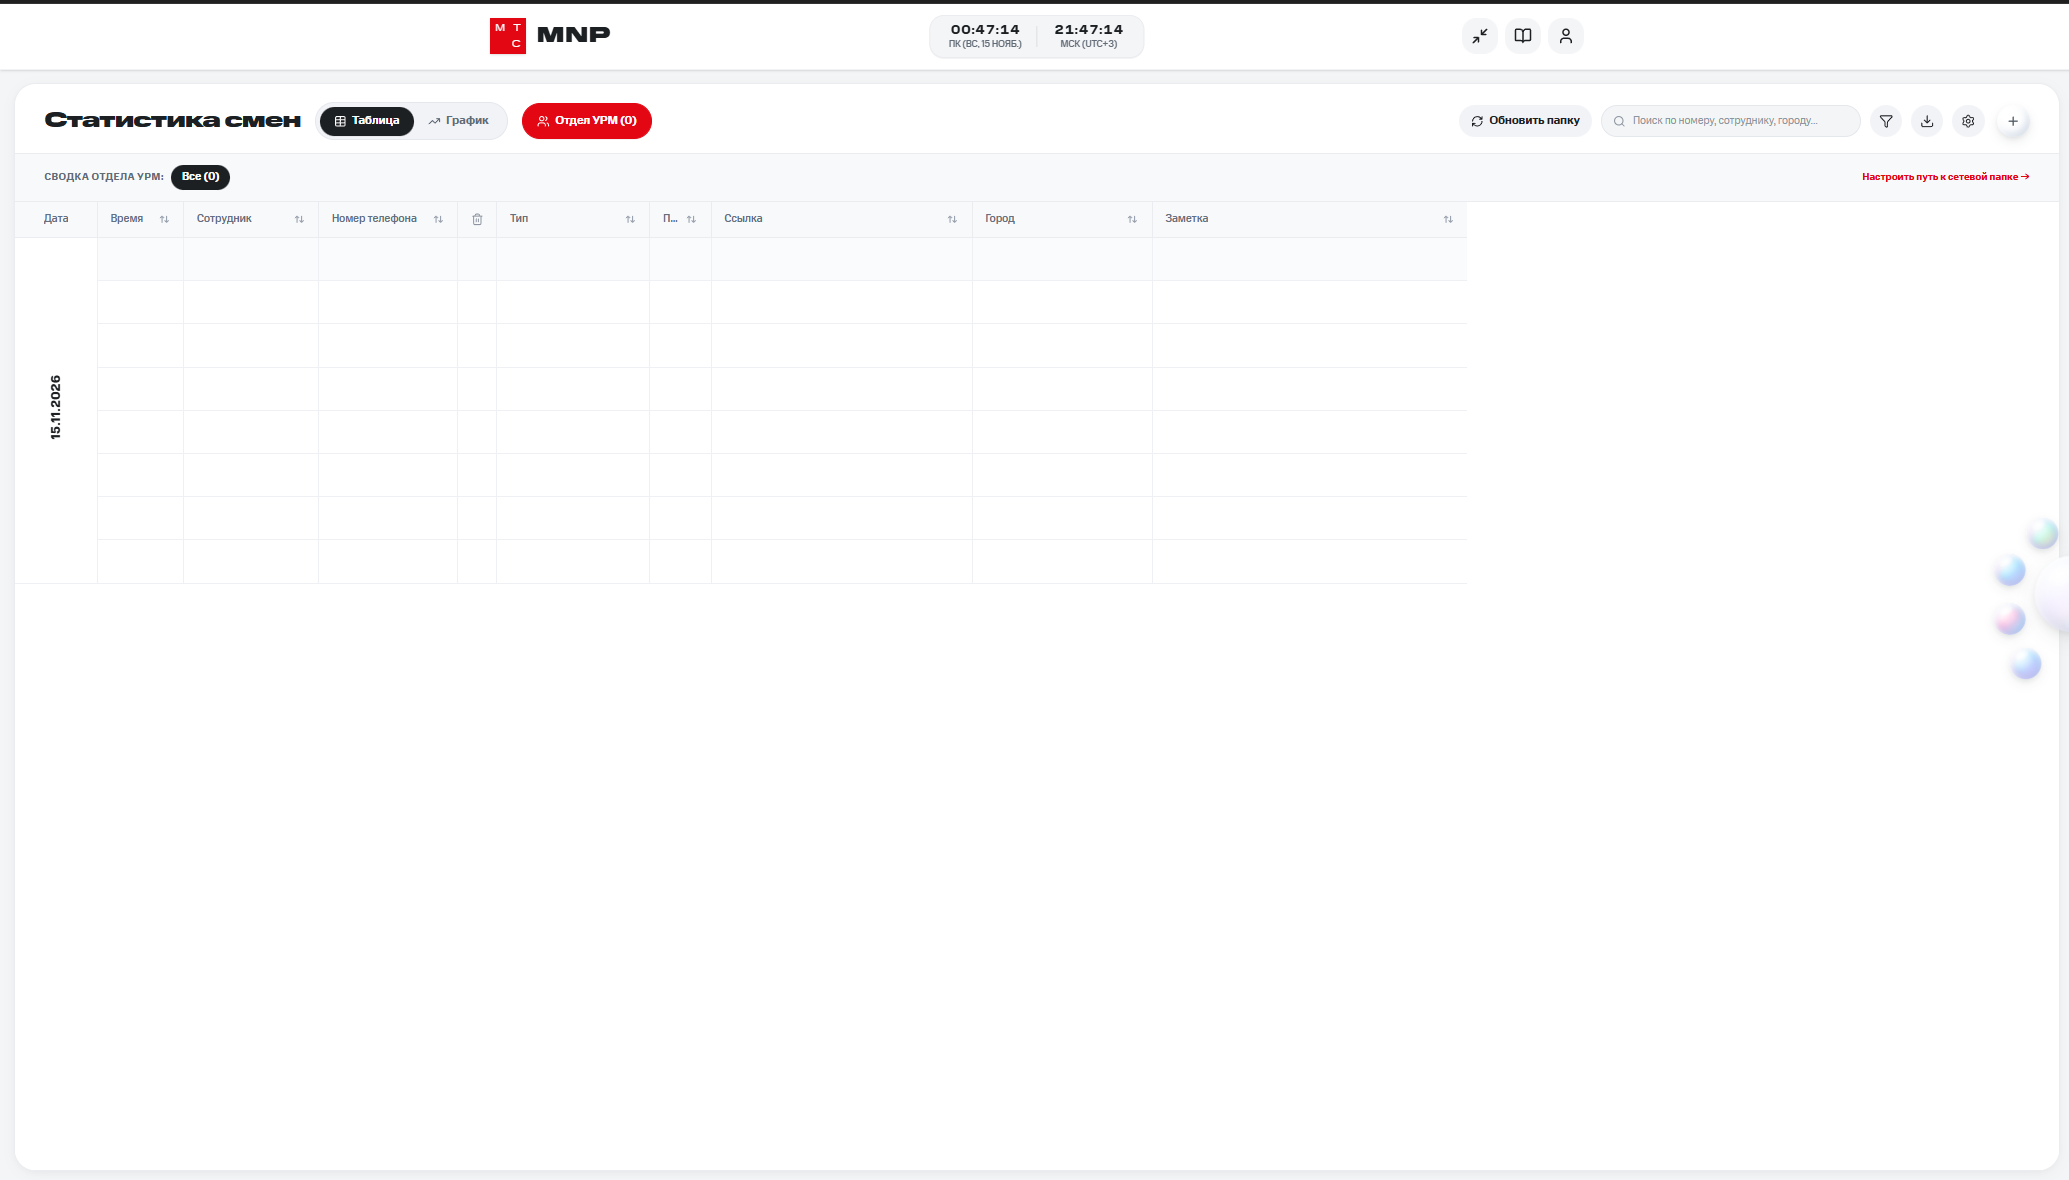 МТС MNP
00:47:14 21:47:14
ПК (ВС, 15 НОЯБ.) МСК (UTC+3)
Статистика смен Таблица График Отдел УРМ (0) Обновить папку Поиск по номеру, сотруднику, городу...
СВОДКА ОТДЕЛА УРМ: Все (0) Настроить путь к сетевой папке →
Дата Время Сотрудник Номер телефона Тип П... Ссылка Город Заметка
15.11.2026